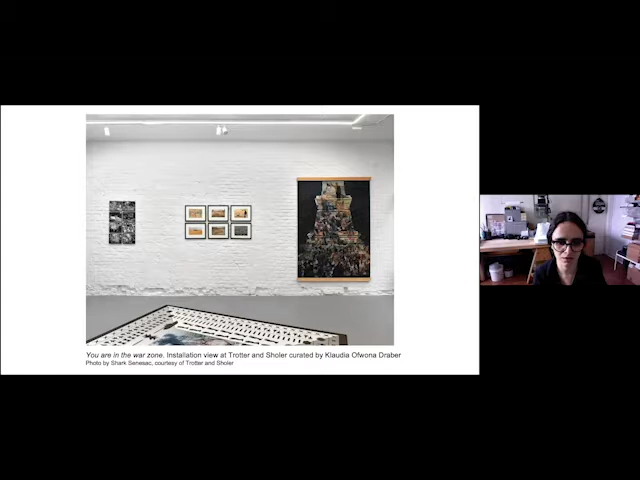 You are in the war zone. Installation view at Trotter and Sholer curated by Klaudia Ofwona Draber
Photo by Shark Senesac, courtesy of Trotter and Sholer